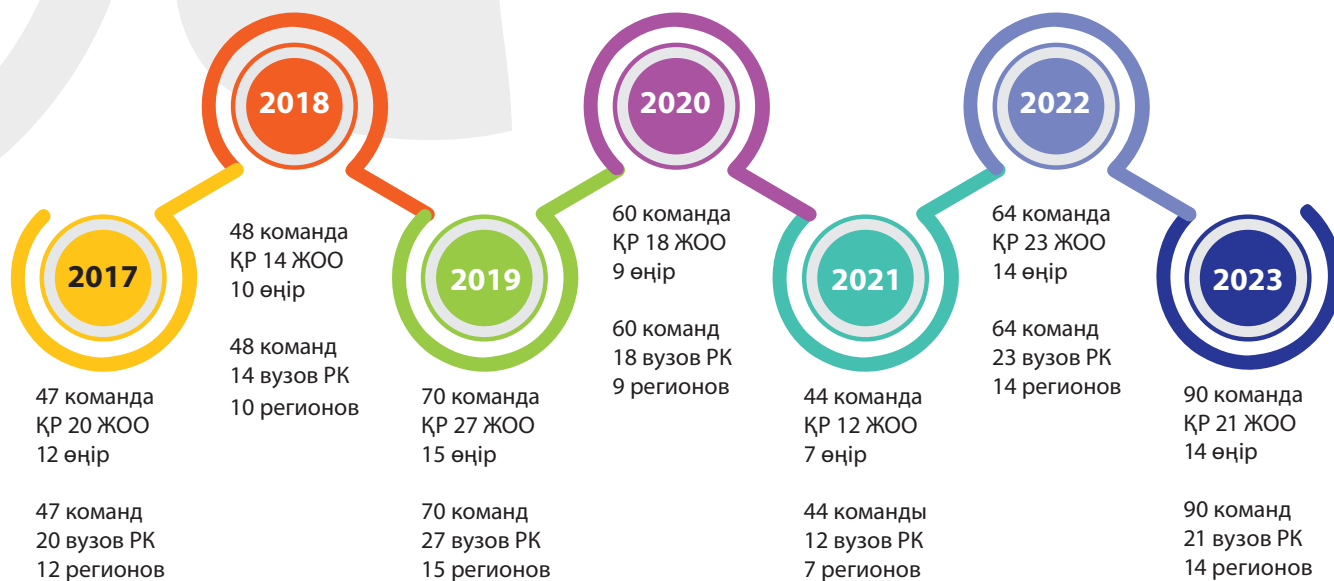 2017
47 команда
ҚР 20 ЖОО
12 өңір
47 команд
20 вузов РК
12 регионов
2018
48 команда
ҚР 14 ЖОО
10 өңір
48 команд
14 вузов РК
10 регионов
2019
70 команда
ҚР 27 ЖОО
15 өңір
70 команд
27 вузов РК
15 регионов
2020
60 команда
ҚР 18 ЖОО
9 өңір
60 команд
18 вузов РК
9 регионов
2021
44 команда
ҚР 12 ЖОО
7 өңір
44 команды
12 вузов РК
7 регионов
2022
64 команда
ҚР 23 ЖОО
14 өңір
64 команд
23 вузов РК
14 регионов
2023
90 команда
ҚР 21 ЖОО
14 өңір
90 команд
21 вузов РК
14 регионов